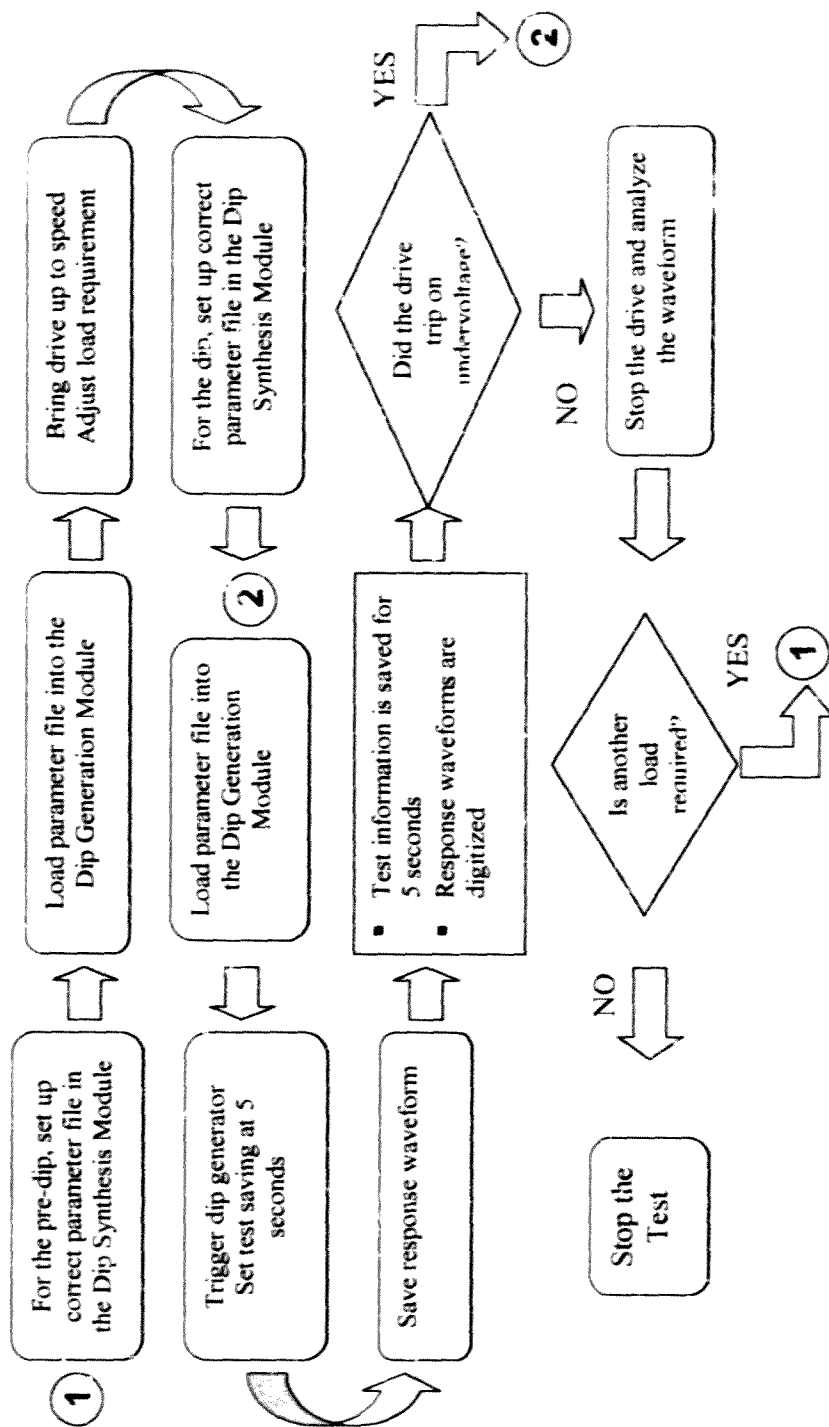 1
For the pre-dip, set up
correct parameter file in
the Dip Synthesis Module
Load parameter file into the
Dip Generation Module
Bring drive up to speed
Adjust load requirement
For the dip, set up correct
parameter file in the Dip
Synthesis Module
2
Load parameter file into
the Dip Generation
Module
Trigger dip generator
Set test saving at 5
seconds
Save response waveform
▪ Test information is saved for
5 seconds
▪ Response waveforms are
digitized
Did the drive
trip on
undervoltage?
YES
2
NO
Stop the drive and analyze
the waveform
Is another
load
required?
YES
1
NO
Stop the
Test